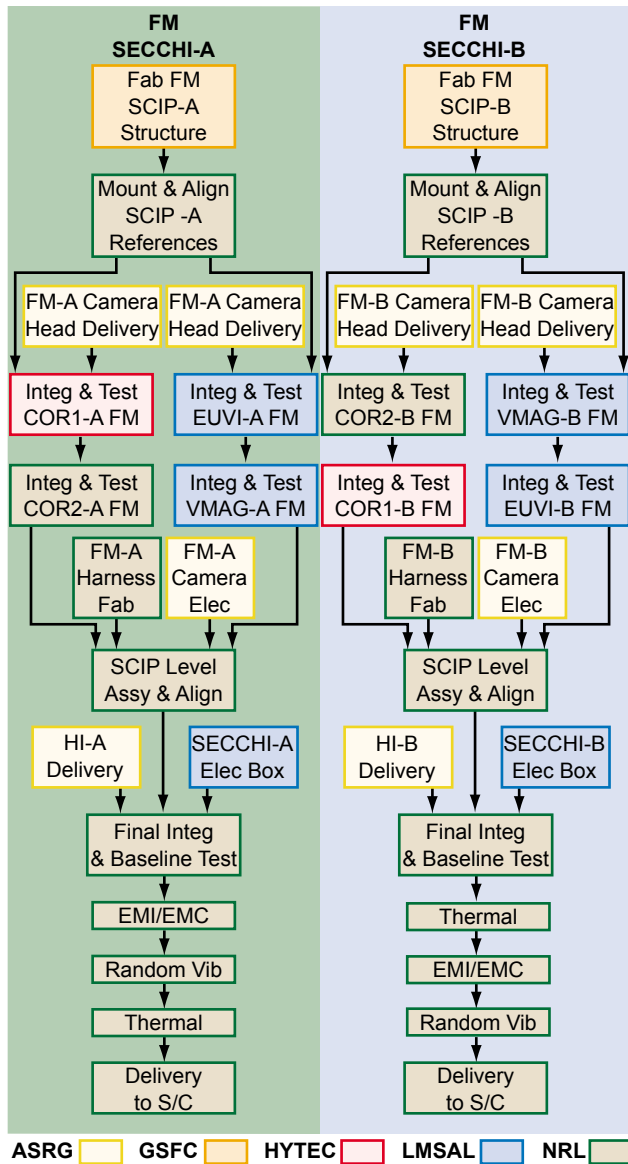 FM
SECCHI-A
Fab FM
SCIP-A
Structure
Mount & Align
SCIP -A
References
FM-A Camera
Head Delivery
FM-A Camera
Head Delivery
Integ & Test
COR1-A FM
Integ & Test
EUVI-A FM
Integ & Test
COR2-A FM
Integ & Test
VMAG-A FM
FM-A
Harness
Fab
FM-A
Camera
Elec
SCIP Level
Assy & Align
HI-A
Delivery
SECCHI-A
Elec Box
Final Integ
& Baseline Test
EMI/EMC
Random Vib
Thermal
Delivery
to S/C
FM
SECCHI-B
Fab FM
SCIP-B
Structure
Mount & Align
SCIP -B
References
FM-B Camera
Head Delivery
FM-B Camera
Head Delivery
Integ & Test
COR2-B FM
Integ & Test
VMAG-B FM
Integ & Test
COR1-B FM
Integ & Test
EUVI-B FM
FM-B
Harness
Fab
FM-B
Camera
Elec
SCIP Level
Assy & Align
HI-B
Delivery
SECCHI-B
Elec Box
Final Integ
& Baseline Test
Thermal
EMI/EMC
Random Vib
Delivery
to S/C
ASRG GSFC HYTEC LMSAL NRL